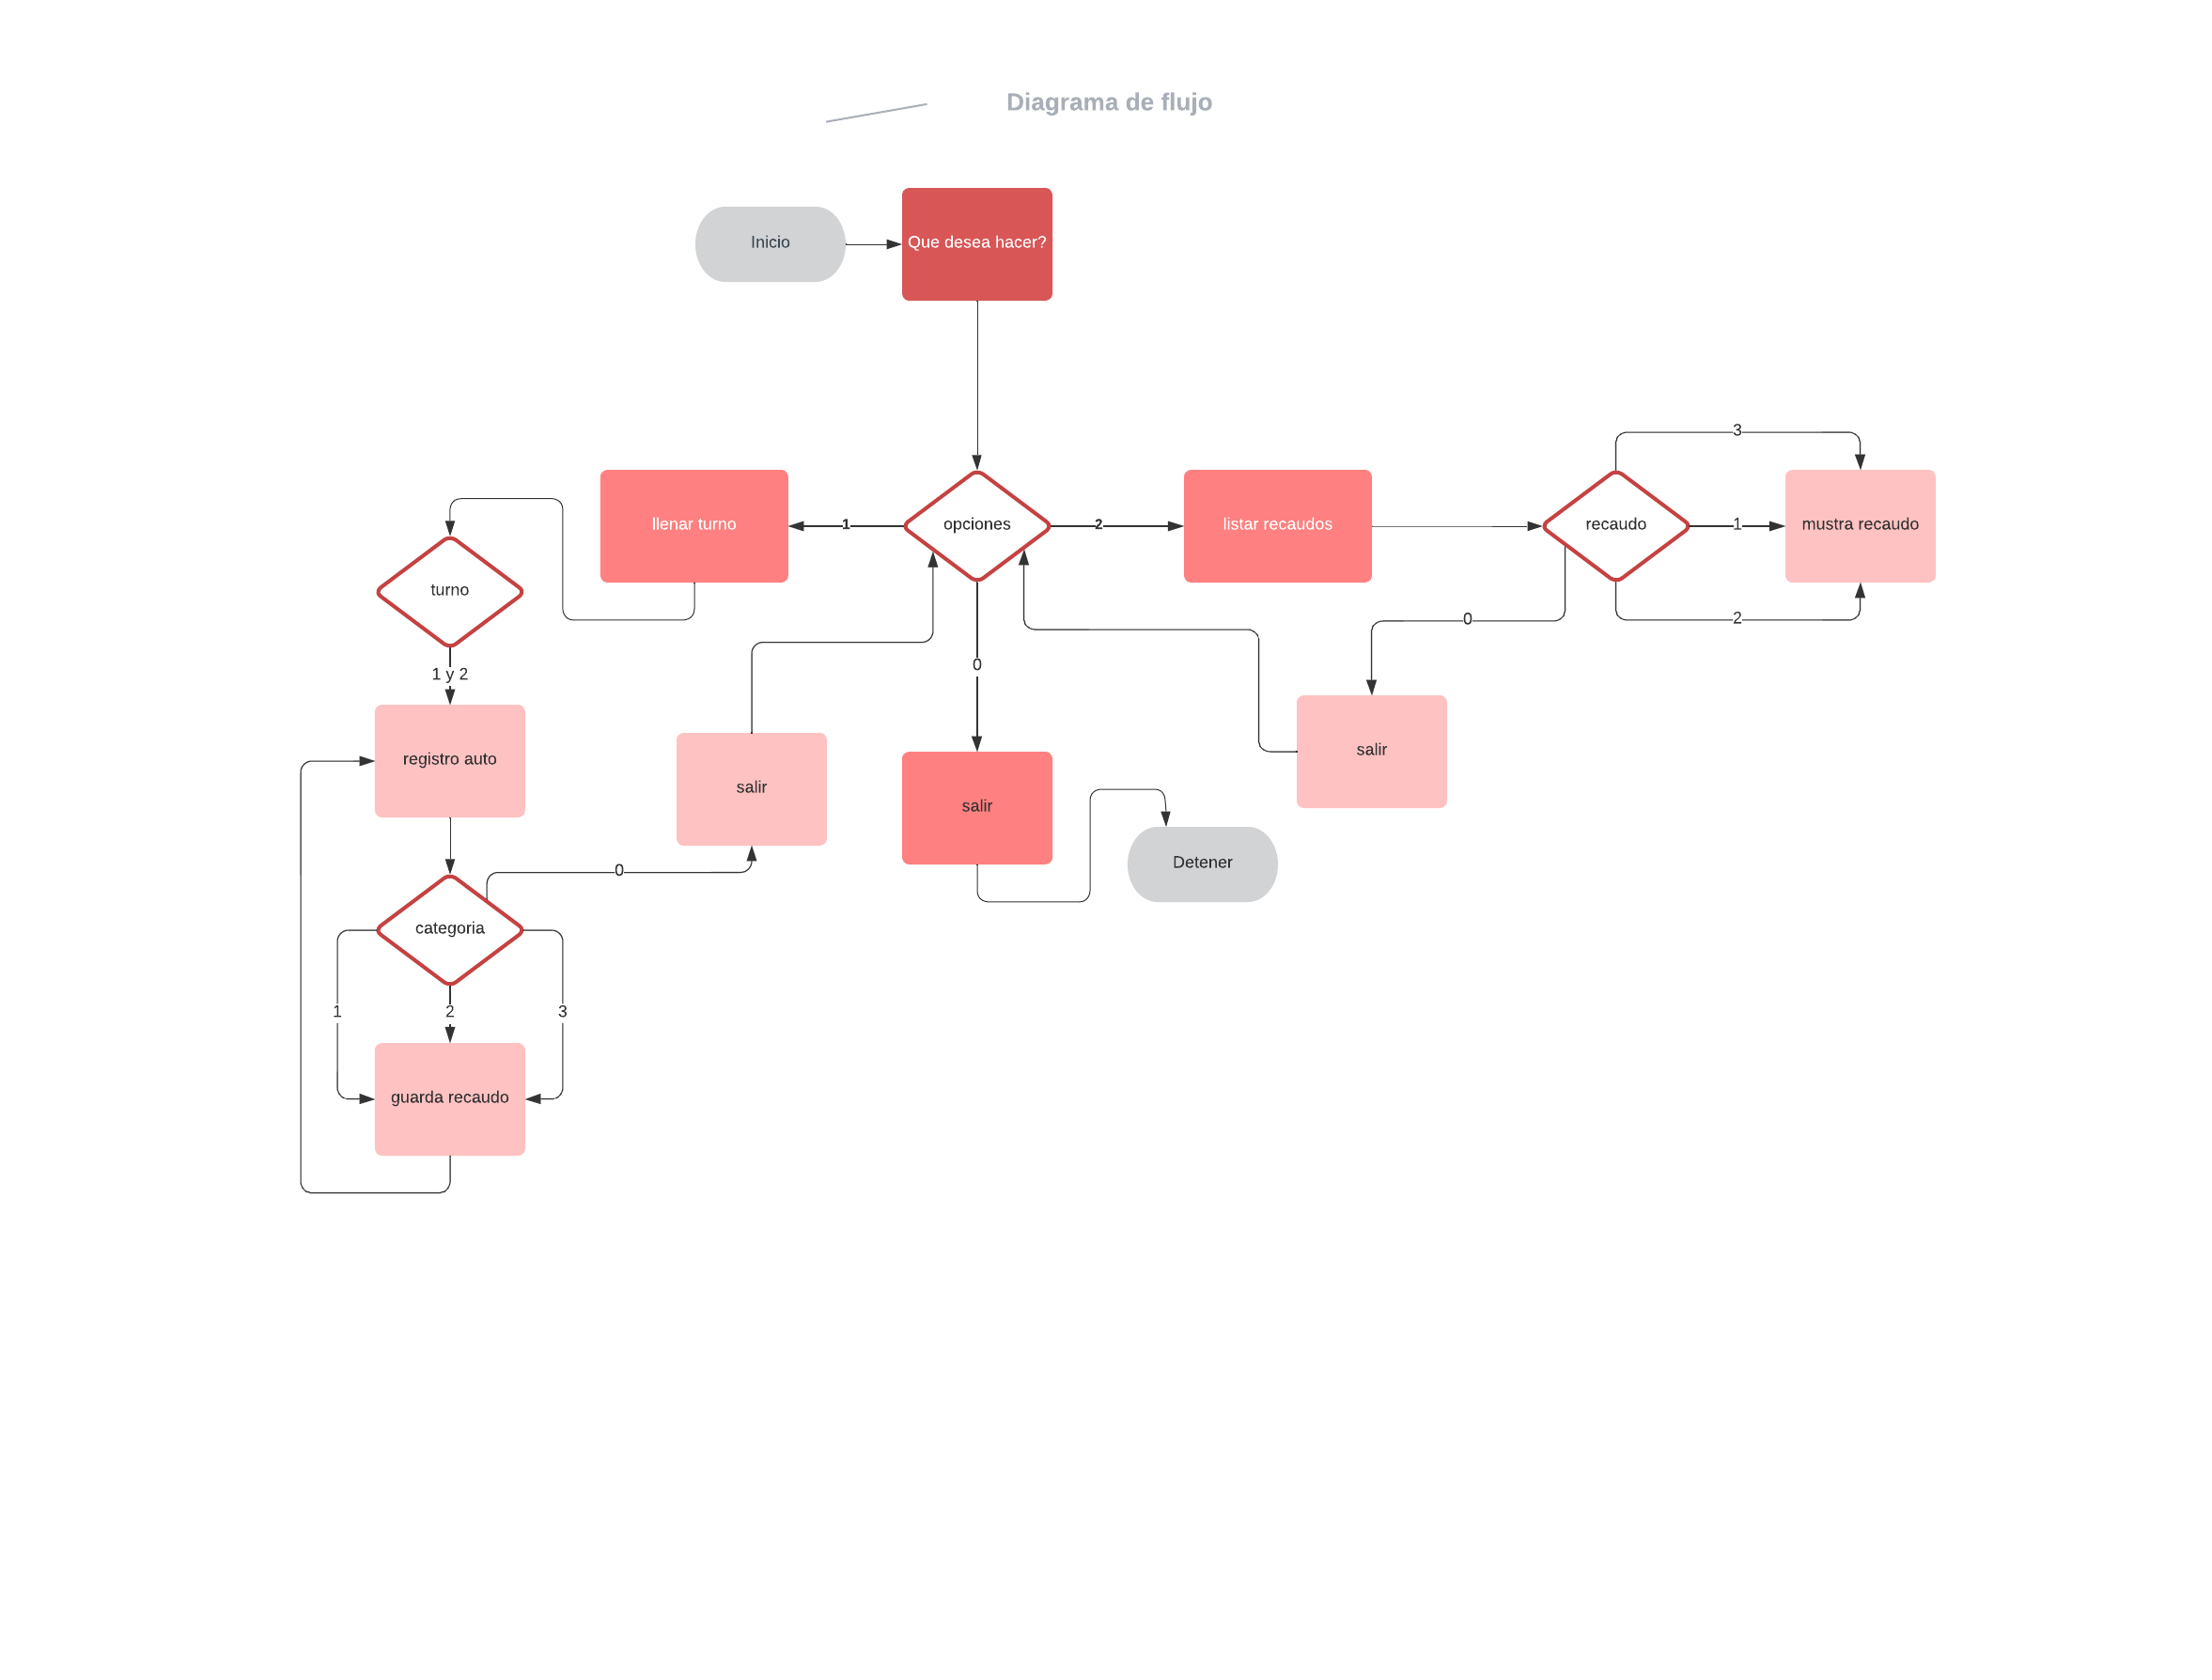 Diagrama de flujo
Inicio
Que desea hacer?
3
llenar turno
1
opciones
2
listar recaudos
recaudo
1
mustra recaudo
turno
0
2
0
1 y 2
registro auto
salir
salir
salir
Detener
0
categoria
1
2
3
guarda recaudo